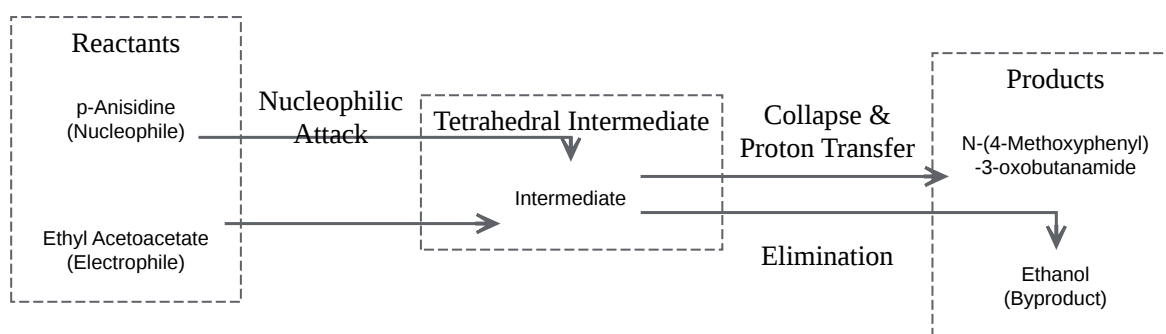 Reactants
p-Anisidine
(Nucleophile)
Ethyl Acetoacetate
(Electrophile)
Nucleophilic
Attack
Tetrahedral Intermediate
Intermediate
Collapse &
Proton Transfer
Elimination
Products
N-(4-Methoxyphenyl)
-3-oxobutanamide
Ethanol
(Byproduct)